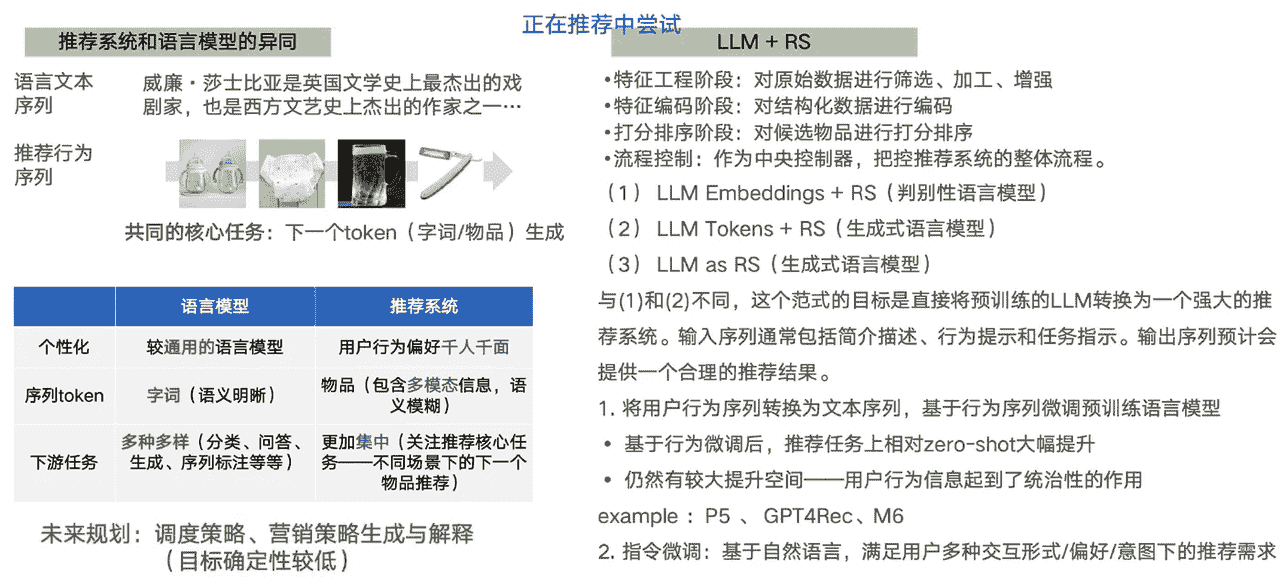 正在推荐中尝试
推荐系统和语言模型的异同
语言文本
序列
威廉·莎士比亚是英国文学史上最杰出的戏
剧家，也是西方文艺史上杰出的作家之一…
推荐行为
序列
共同的核心任务：下一个token（字词/物品）生成
语言模型 推荐系统
个性化 较通用的语言模型 用户行为偏好千人千面
序列token 字词（语义明晰） 物品（包含多模态信息，语
义模糊）
下游任务 多种多样（分类、问答、
生成、序列标注等等） 更加集中（关注推荐核心任
务——不同场景下的下一个
物品推荐）
未来规划：调度策略、营销策略生成与解释
（目标确定性较低）
LLM + RS
•特征工程阶段：对原始数据进行筛选、加工、增强
•特征编码阶段：对结构化数据进行编码
•打分排序阶段：对候选物品进行打分排序
•流程控制：作为中央控制器，把控推荐系统的整体流程。
（1） LLM Embeddings + RS（判别性语言模型）
（2） LLM Tokens + RS（生成式语言模型）
（3） LLM as RS（生成式语言模型）
与(1)和(2)不同，这个范式的目标是直接将预训练的LLM转换为一个强大的推
荐系统。输入序列通常包括简介描述、行为提示和任务指示。输出序列预计会
提供一个合理的推荐结果。
1. 将用户行为序列转换为文本序列，基于行为序列微调预训练语言模型
• 基于行为微调后，推荐任务上相对zero-shot大幅提升
• 仍然有较大提升空间——用户行为信息起到了统治性的作用
example ：P5 、 GPT4Rec、M6
2. 指令微调：基于自然语言，满足用户多种交互形式/偏好/意图下的推荐需求